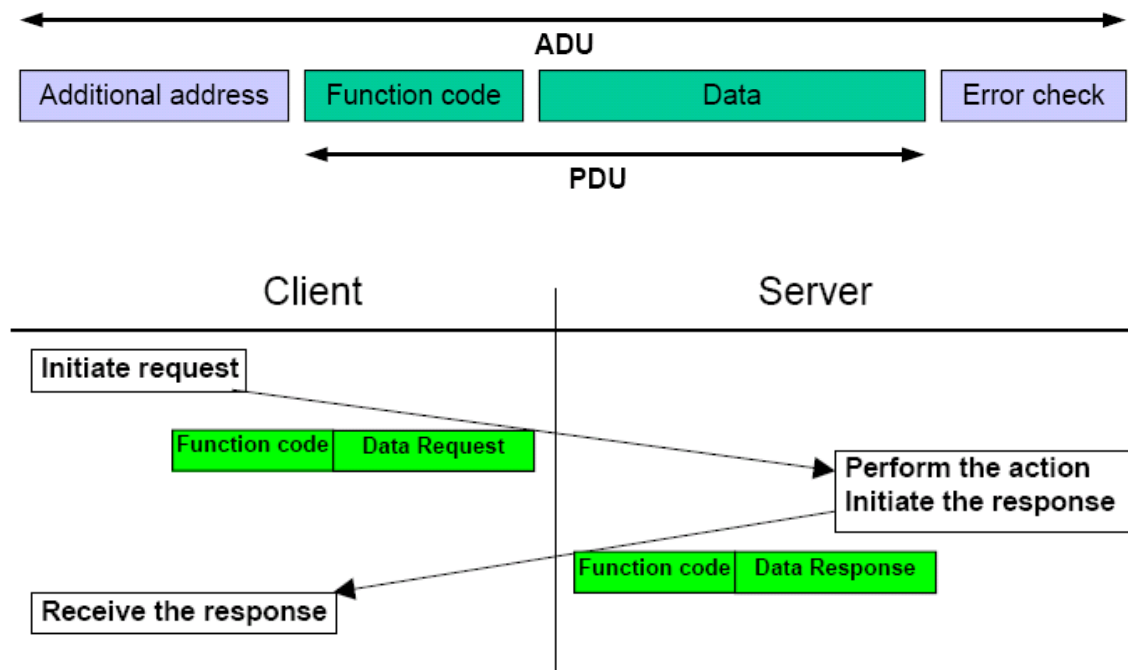 ADU
Additional address Function code Data Error check
PDU
Client Server
Initiate request
Function code Data Request
Perform the action
Initiate the response
Function code Data Response
Receive the response